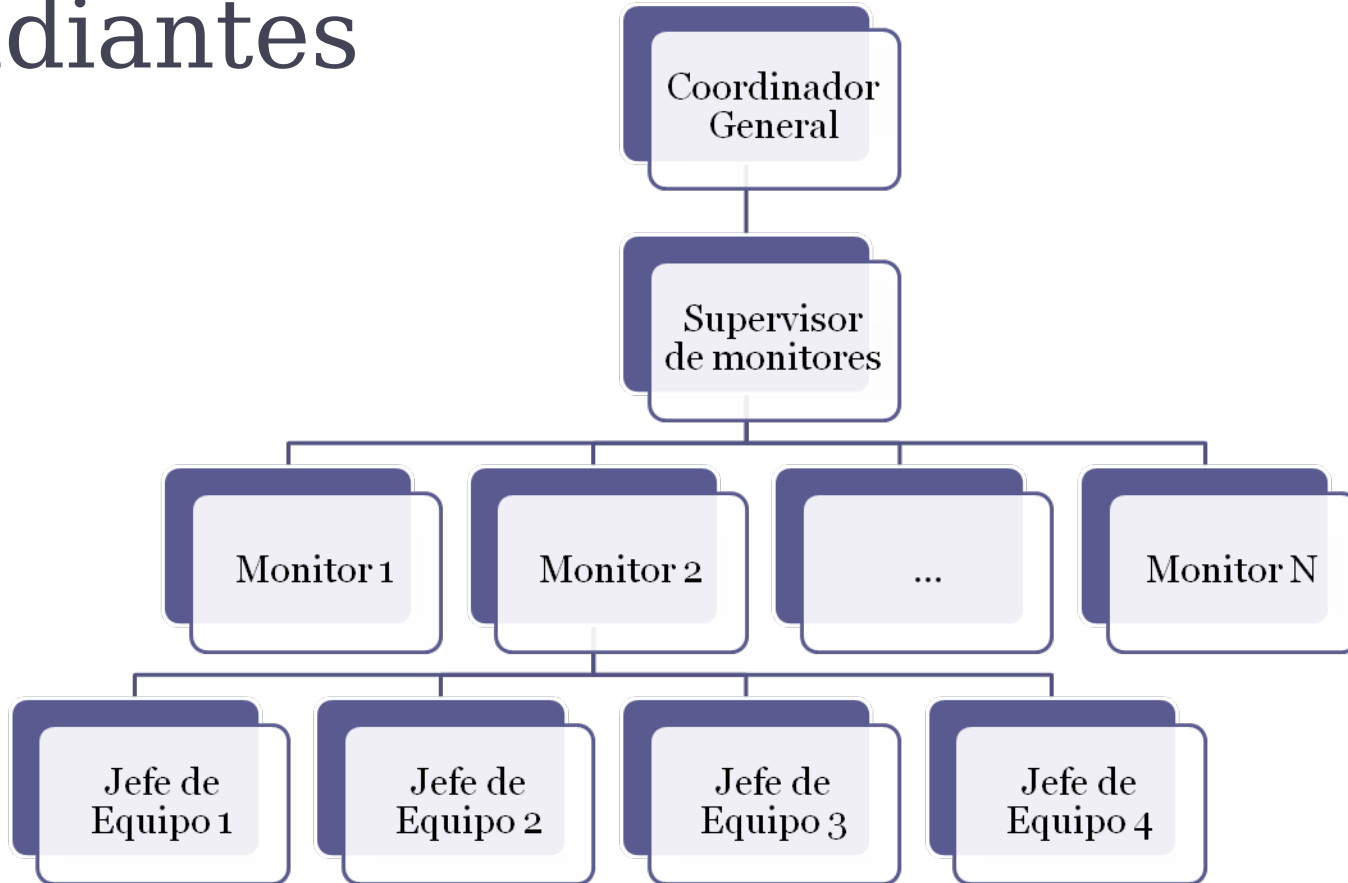 diantes
Coordinador
General
Supervisor
de monitores
Monitor 1
Monitor 2
...
Monitor N
Jefe de
Equipo 1
Jefe de
Equipo 2
Jefe de
Equipo 3
Jefe de
Equipo 4